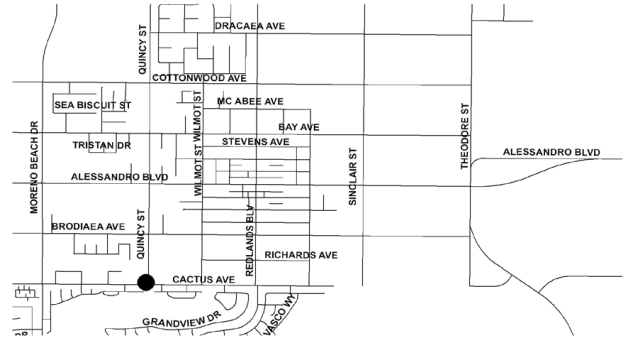 DRACAEA AVE
QUINCY ST
COTTONWOOD AVE
SEA BISCUIT ST
WILMOT ST
MC ABEE AVE
BAY AVE
THEODORE ST
TRISTAN DR
STEVENS AVE
MORENO BEACH DR
ALESSANDRO BLVD
WILMOT ST
SINCLAIR ST
ALESSANDRO BLVD
BRODIAEA AVE
QUINCY ST
REDLANDS BLV
RICHARDS AVE
CACTUS AVE
GRANDVIEW DR
VASCO WY
DR